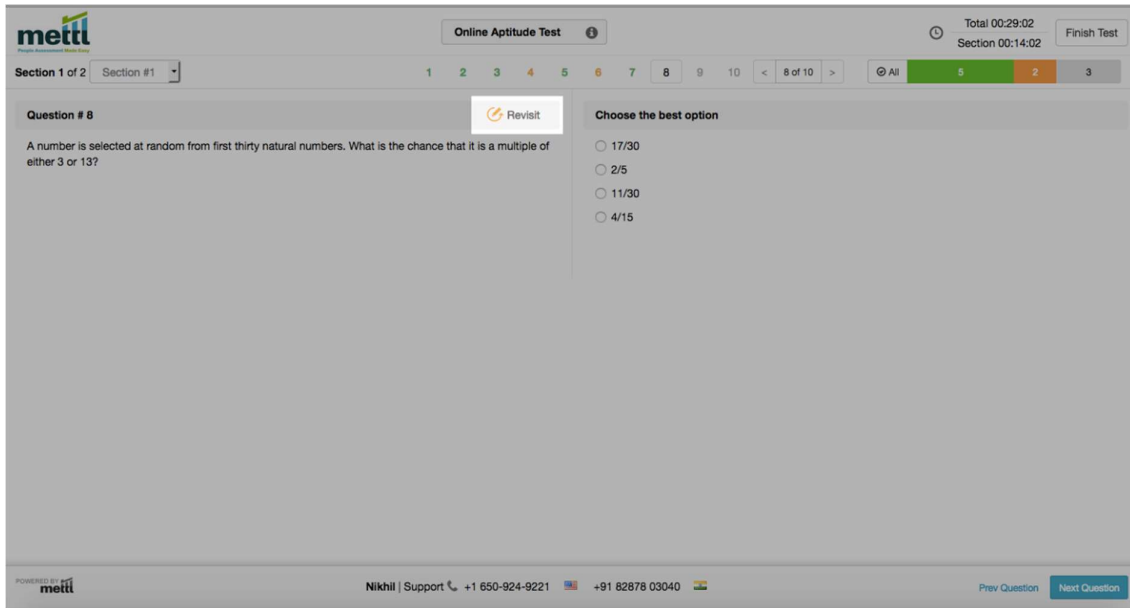 mettl
People Assessment Made Easy
Online Aptitude Test
Total 00:29:02
Section 00:14:02
Finish Test
Section 1 of 2 Section #1
1 2 3 4 5 6 7 8 9 10 < 8 of 10 > All 5 2 3
Question # 8
Revisit
A number is selected at random from first thirty natural numbers. What is the chance that it is a multiple of
either 3 or 13?
Choose the best option
17/30
2/5
11/30
4/15
POWERED BY
mettl
Nikhil | Support +1 650-924-9221 +91 82878 03040
Prev Question
Next Question